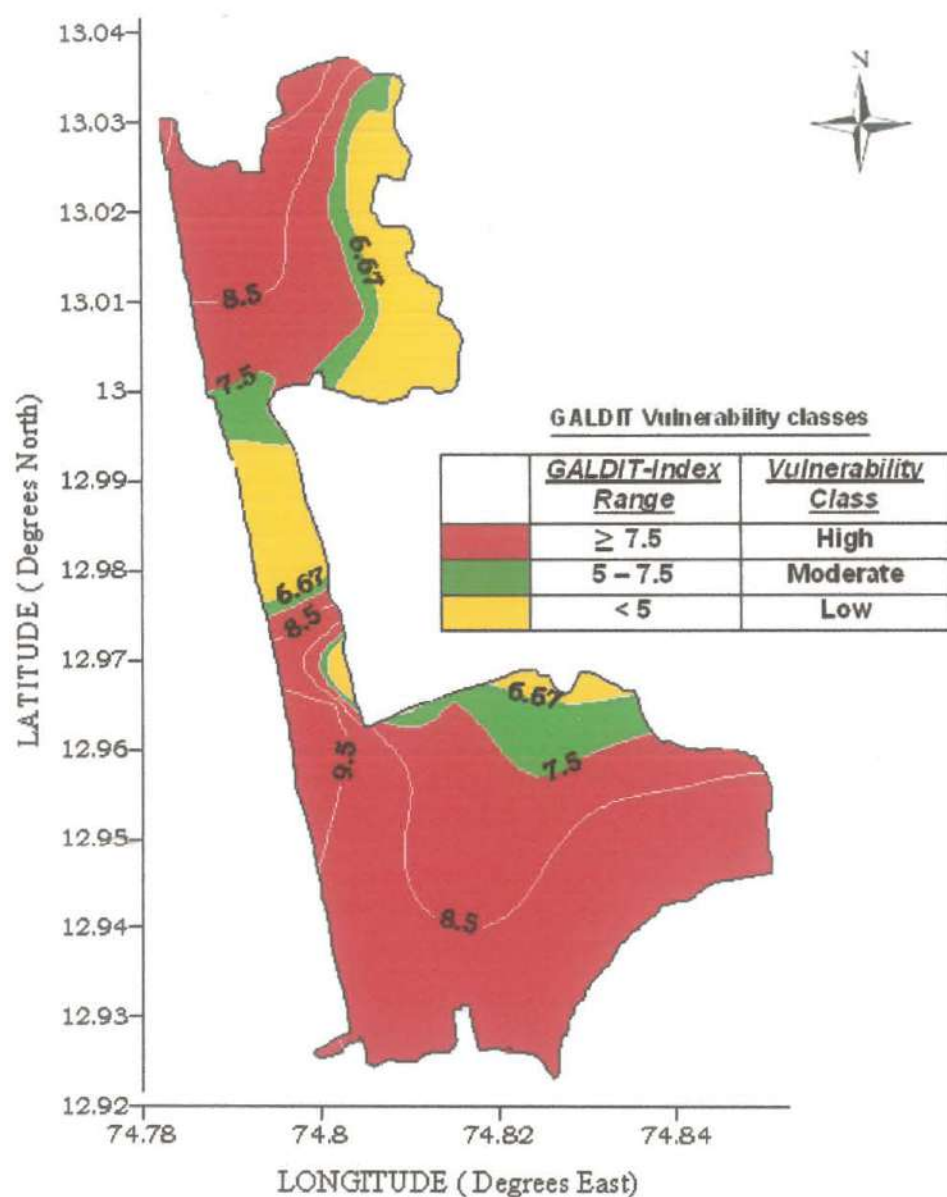 13.04
N
13.03
13.02
6.67
8.5
13.01
7.5
13
GALDIT Vulnerability classes
GALDIT-Index Range Vulnerability Class
≥ 7.5 High
5 – 7.5 Moderate
< 5 Low
12.99
12.98
6.67
8.5
12.97
6.67
12.96
9.5
7.5
12.95
12.94
8.5
12.93
12.92
74.78 74.8 74.82 74.84
LATITUDE ( Degrees North)
LONGITUDE ( Degrees East)